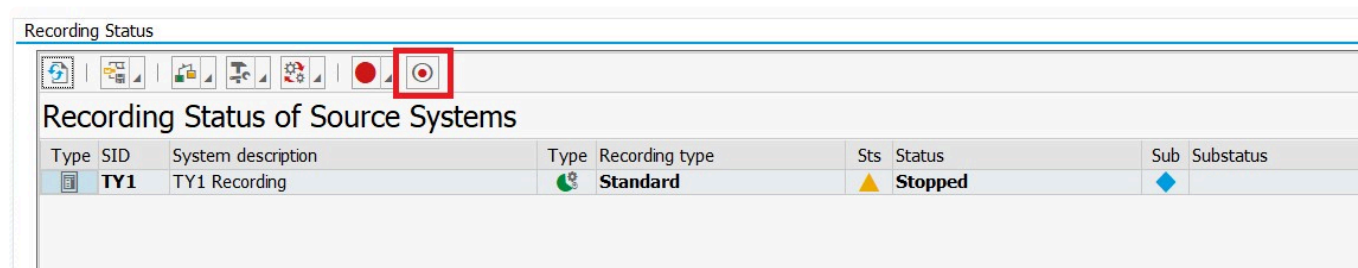 Recording Status
Recording Status of Source Systems
Type SID System description Type Recording type Sts Status Sub Substatus
TY1 TY1 Recording Standard Stopped